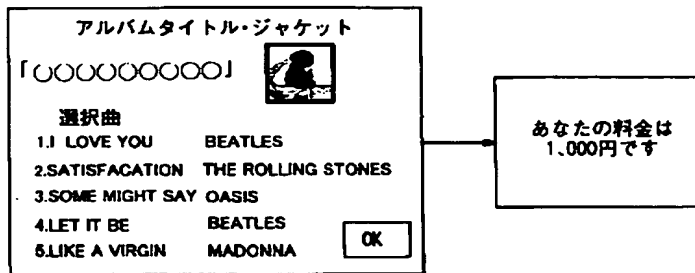 アルバムタイトル・ジャケット
「○○○○○○○○○」
選択曲
1.I LOVE YOU BEATLES
2.SATISFACATION THE ROLLING STONES
3.SOME MIGHT SAY OASIS
4.LET IT BE BEATLES
5.LIKE A VIRGIN MADONNA
OK
あなたの料金は
1,000円です